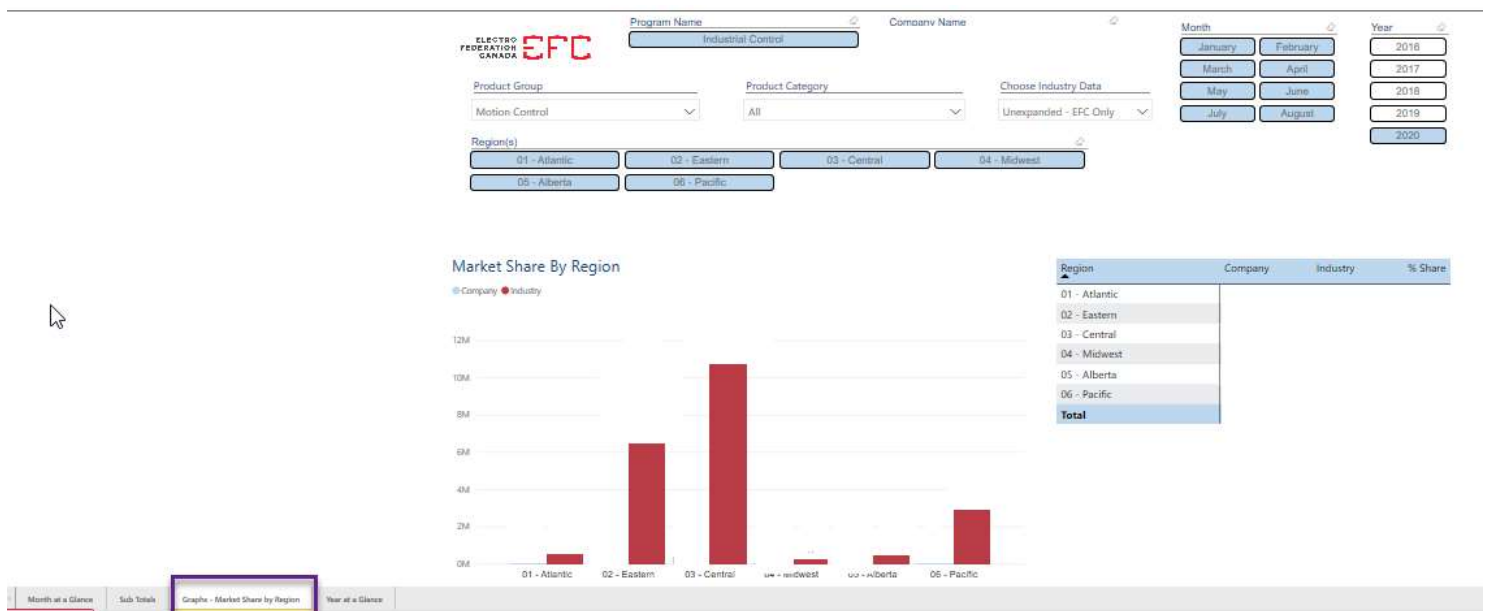 ELECTRO
FEDERATION
CANADA
EFC
Program Name
Industrial Control
Company Name
Month
January February
March April
May June
July August
Year
2016
2017
2018
2019
2020
Product Group
Motion Control
Product Category
All
Choose Industry Data
Unexpanded - EFC Only
Region(s)
01 - Atlantic 02 - Eastern 03 - Central 04 - Midwest
05 - Alberta 06 - Pacific
Market Share By Region
Company Industry
12M
10M
8M
6M
4M
2M
0M
01 - Atlantic 02 - Eastern 03 - Central 04 - Midwest 05 - Alberta 06 - Pacific
Region Company Industry % Share
01 - Atlantic
02 - Eastern
03 - Central
04 - Midwest
05 - Alberta
06 - Pacific
Total
Month at a Glance Sub Totals Graphs - Market Share by Region Year at a Glance